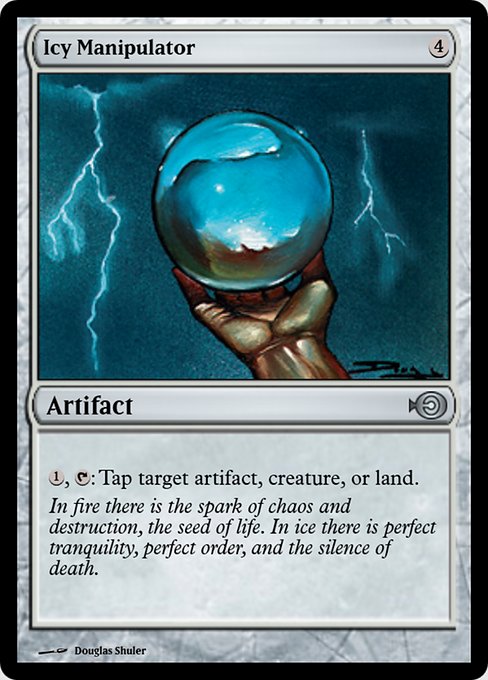 Icy Manipulator 4
Artifact
1, : Tap target artifact, creature, or land.
In fire there is the spark of chaos and
destruction, the seed of life. In ice there is perfect
tranquility, perfect order, and the silence of
death.
Douglas Shuler